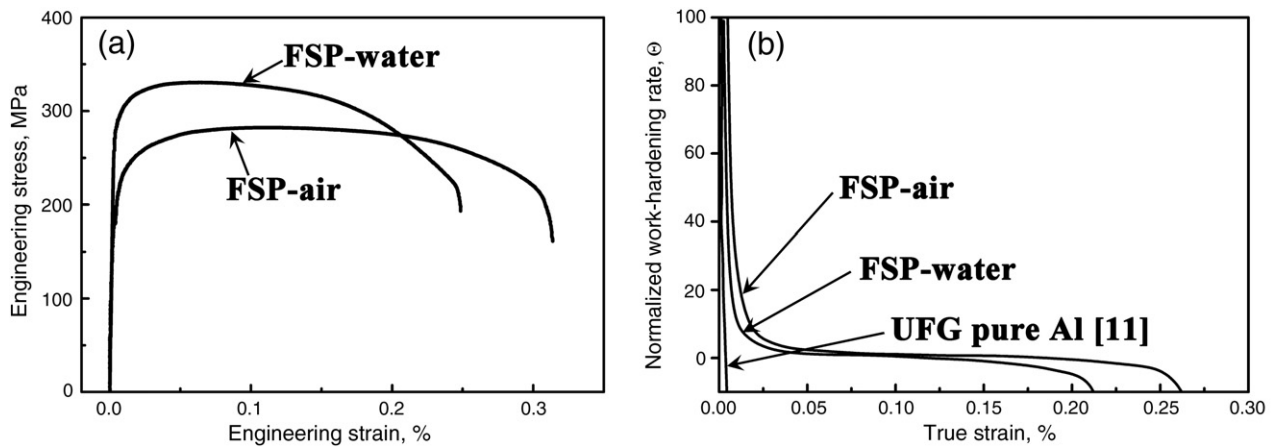 (a)
FSP-water
FSP-air
400
300
200
100
0
0.0
0.1
0.2
0.3
Engineering stress, MPa
Engineering strain, %
(b)
FSP-air
FSP-water
UFG pure Al [11]
100
80
60
40
20
0
0.00
0.05
0.10
0.15
0.20
0.25
0.30
Normalized work-hardening rate, Θ
True strain, %